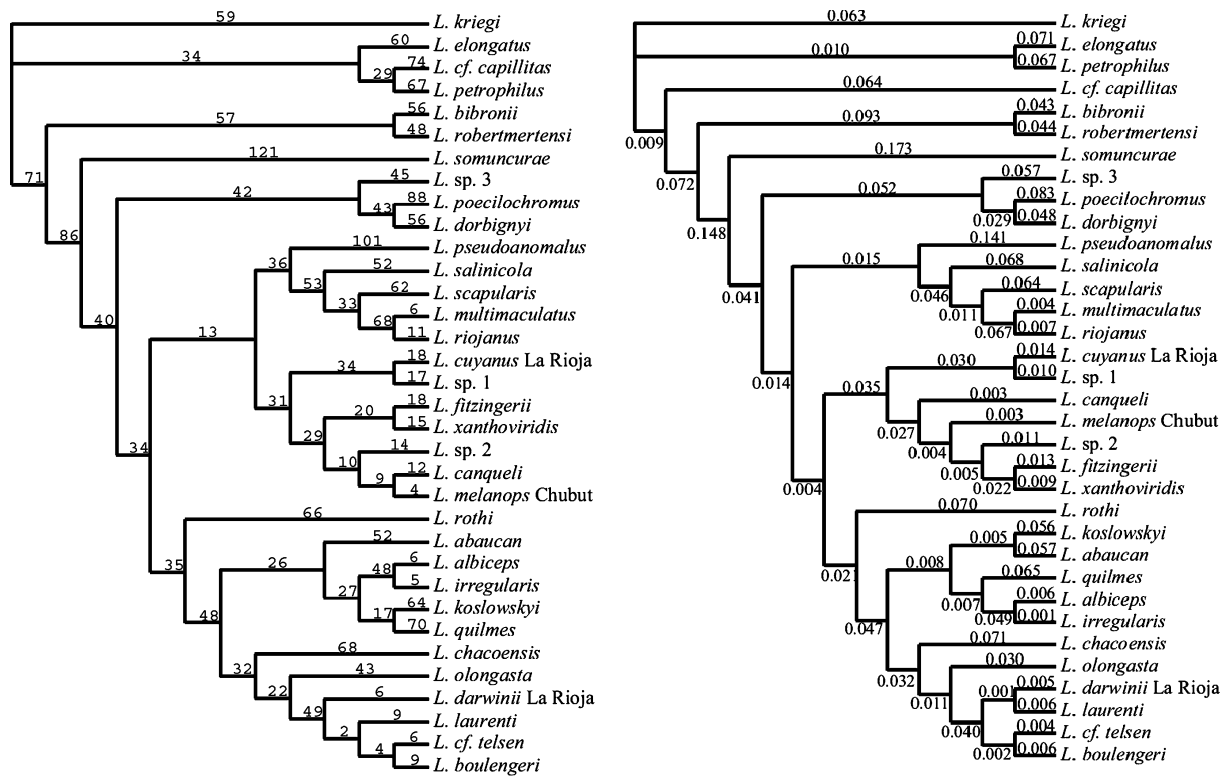 59 L. kriegi
60 L. elongatus
34
74 L. cf. capillitas
29
67 L. petrophilus
56 L. bibronii
57
48 L. robertmertensi
121 L. somuncurae
71
45 L. sp. 3
42
88 L. poecilochromus
43
56 L. dorbignyi
86
101 L. pseudoanomalus
36
52 L. salinicola
53
62 L. scapularis
33
6 L. multimaculatus
68
11 L. riojanus
40
13
18 L. cuyanus La Rioja
34
17 L. sp. 1
31
18 L. fitzingerii
20
15 L. xanthoviridis
29
14 L. sp. 2
10
12 L. canqueli
9
4 L. melanops Chubut
34
66 L. rothi
52 L. abaucan
26
6 L. albiceps
48
5 L. irregularis
27
64 L. koslowskyi
17
70 L. quilmes
35
48
68 L. chacoensis
32
43 L. olongasta
22
6 L. darwinii La Rioja
49
9 L. laurenti
2
6 L. cf. telsen
4
9 L. boulengeri
0.063 L. kriegi
0.071 L. elongatus
0.010
0.067 L. petrophilus
0.064 L. cf. capillitas
0.009
0.043 L. bibronii
0.093
0.044 L. robertmertensi
0.072
0.173 L. somuncurae
0.148
0.057 L. sp. 3
0.052
0.083 L. poecilochromus
0.029
0.048 L. dorbignyi
0.041
0.141 L. pseudoanomalus
0.015
0.068 L. salinicola
0.046
0.064 L. scapularis
0.011
0.004 L. multimaculatus
0.067
0.007 L. riojanus
0.014
0.014 L. cuyanus La Rioja
0.030
0.010 L. sp. 1
0.035
0.003 L. canqueli
0.027
0.003 L. melanops Chubut
0.004
0.011 L. sp. 2
0.005
0.013 L. fitzingerii
0.022
0.009 L. xanthoviridis
0.004
0.070 L. rothi
0.021
0.056 L. koslowskyi
0.005
0.057 L. abaucan
0.008
0.065 L. quilmes
0.007
0.006 L. albiceps
0.049
0.001 L. irregularis
0.047
0.071 L. chacoensis
0.032
0.030 L. olongasta
0.011
0.005 L. darwinii La Rioja
0.001
0.006 L. laurenti
0.040
0.004 L. cf. telsen
0.002
0.006 L. boulengeri